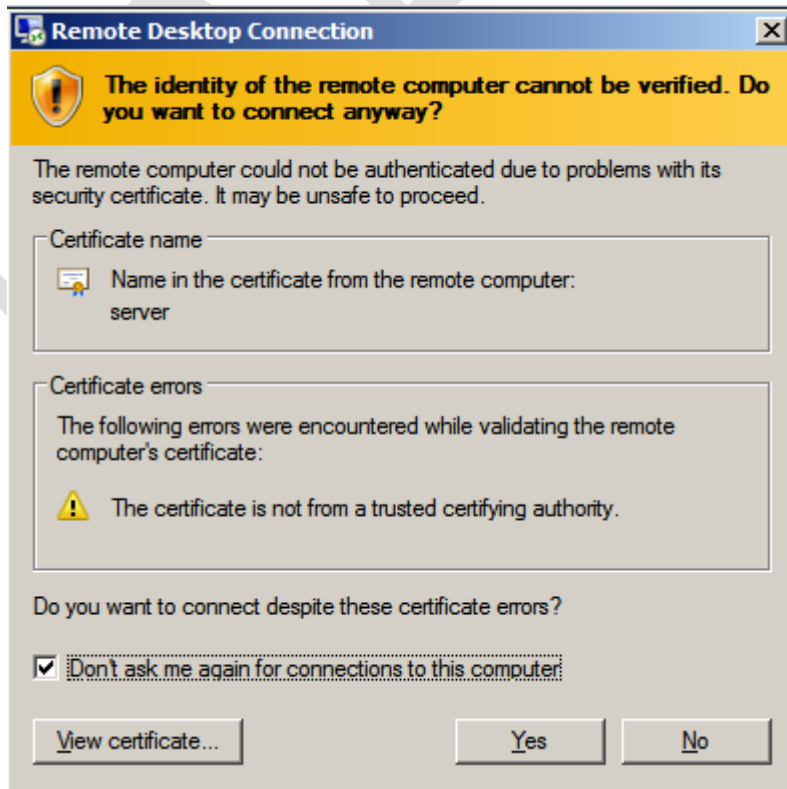 Remote Desktop Connection
The identity of the remote computer cannot be verified. Do
you want to connect anyway?
The remote computer could not be authenticated due to problems with its
security certificate. It may be unsafe to proceed.
Certificate name
Name in the certificate from the remote computer:
server
Certificate errors
The following errors were encountered while validating the remote
computer's certificate:
The certificate is not from a trusted certifying authority.
Do you want to connect despite these certificate errors?
Don't ask me again for connections to this computer
View certificate...
Yes
No